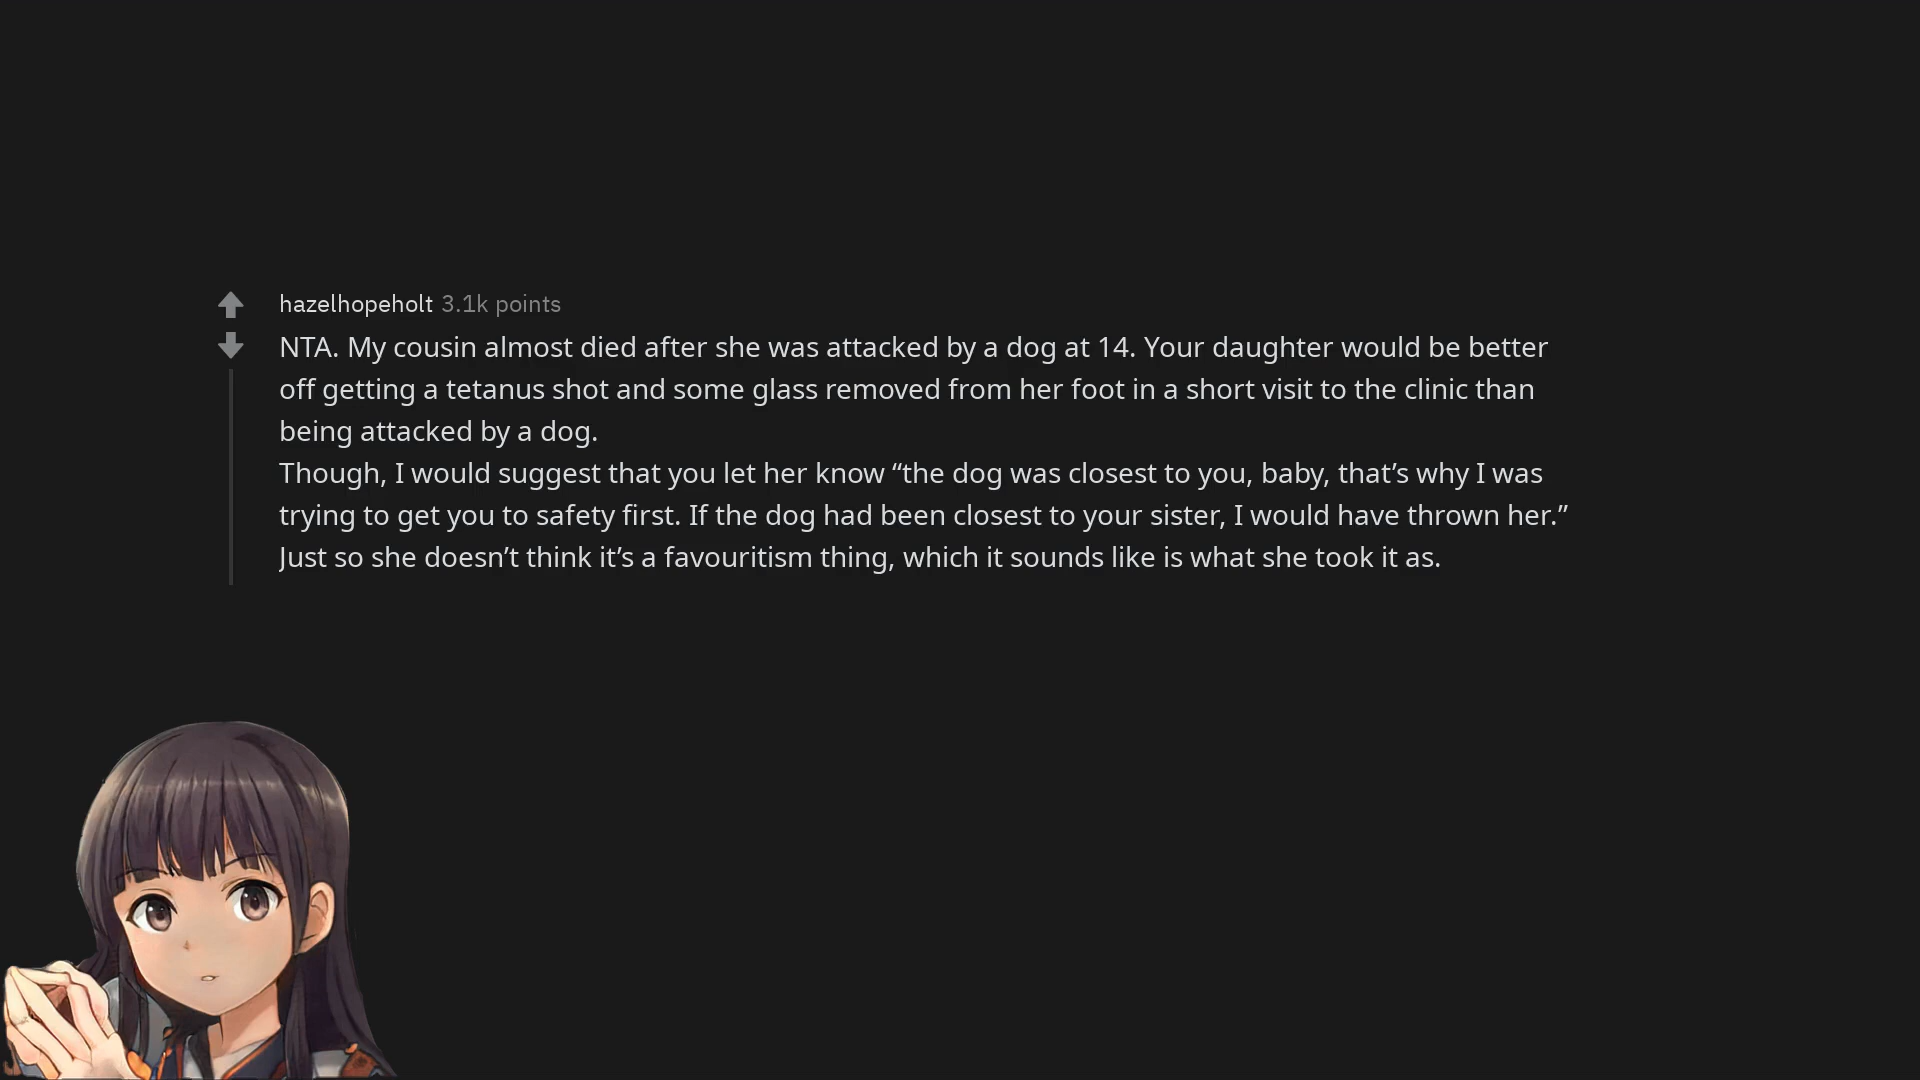 hazelhopeholt 3.1k points
NTA. My cousin almost died after she was attacked by a dog at 14. Your daughter would be better
off getting a tetanus shot and some glass removed from her foot in a short visit to the clinic than
being attacked by a dog.
Though, I would suggest that you let her know “the dog was closest to you, baby, that’s why I was
trying to get you to safety first. If the dog had been closest to your sister, I would have thrown her.”
Just so she doesn’t think it’s a favouritism thing, which it sounds like is what she took it as.